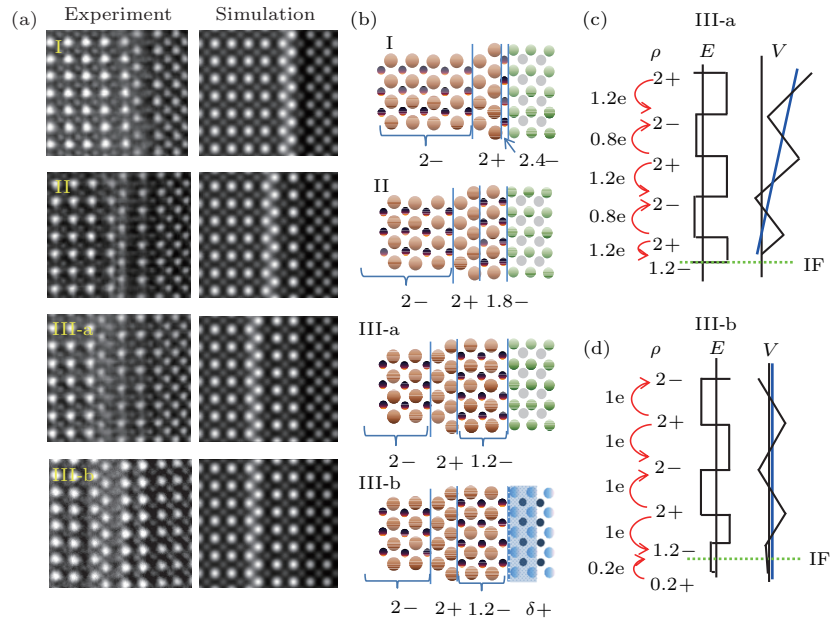 (a)
Experiment
Simulation
I
II
III-a
III-b
(b)
I
2−
2+
2.4−
II
2−
2+
1.8−
III-a
2−
2+
1.2−
III-b
2−
2+
1.2−
δ+
(c)
III-a
ρ
E
V
2+
1.2e
2−
0.8e
2+
1.2e
2−
0.8e
2+
1.2e
1.2−
IF
(d)
III-b
ρ
E
V
2−
1e
2+
1e
2−
1e
2+
1e
1.2−
0.2e
0.2+
IF